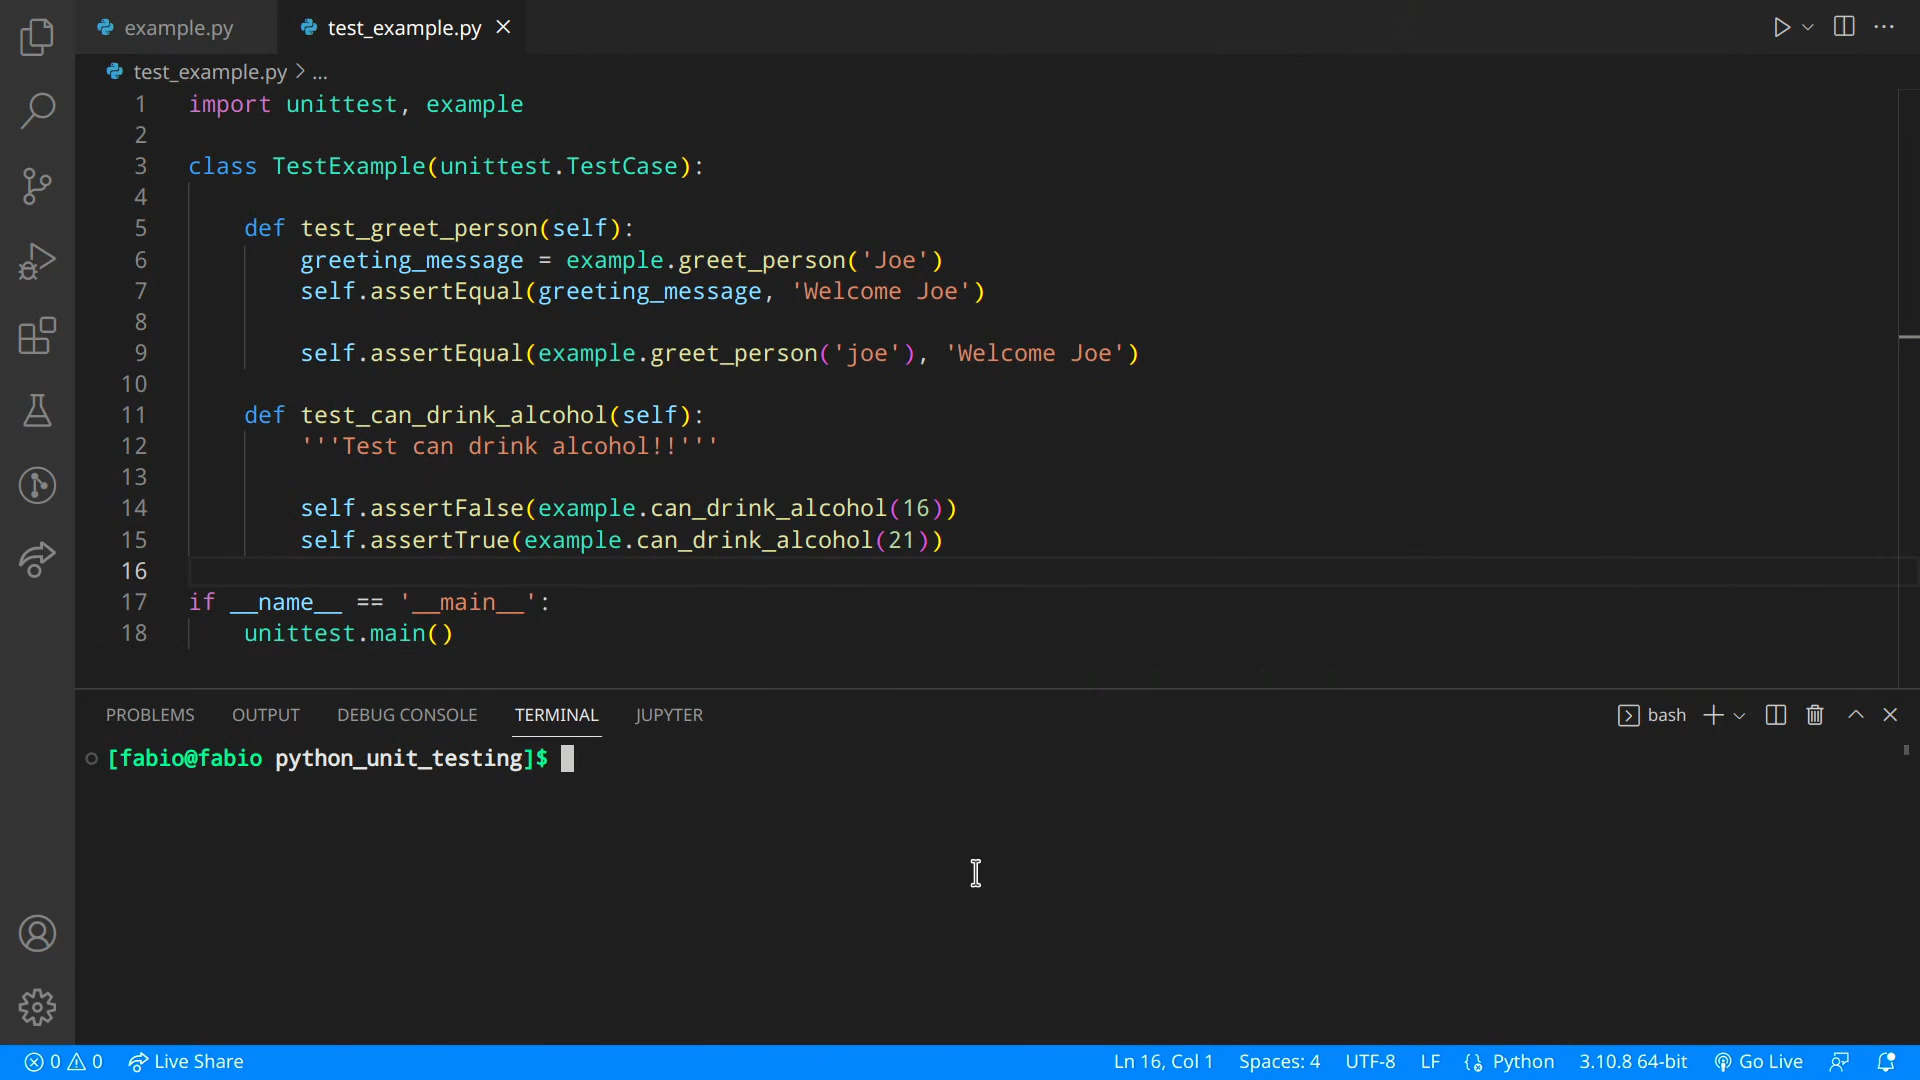 example.py
test_example.py
test_example.py > ...
1 import unittest, example
2
3 class TestExample(unittest.TestCase):
4
5 def test_greet_person(self):
6 greeting_message = example.greet_person('Joe')
7 self.assertEqual(greeting_message, 'Welcome Joe')
8
9 self.assertEqual(example.greet_person('joe'), 'Welcome Joe')
10
11 def test_can_drink_alcohol(self):
12 '''Test can drink alcohol!!'''
13
14 self.assertFalse(example.can_drink_alcohol(16))
15 self.assertTrue(example.can_drink_alcohol(21))
16
17 if __name__ == '__main__':
18 unittest.main()
PROBLEMS OUTPUT DEBUG CONSOLE TERMINAL JUPYTER
bash
[fabio@fabio python_unit_testing]$
0 0 Live Share
Ln 16, Col 1 Spaces: 4 UTF-8 LF Python 3.10.8 64-bit Go Live